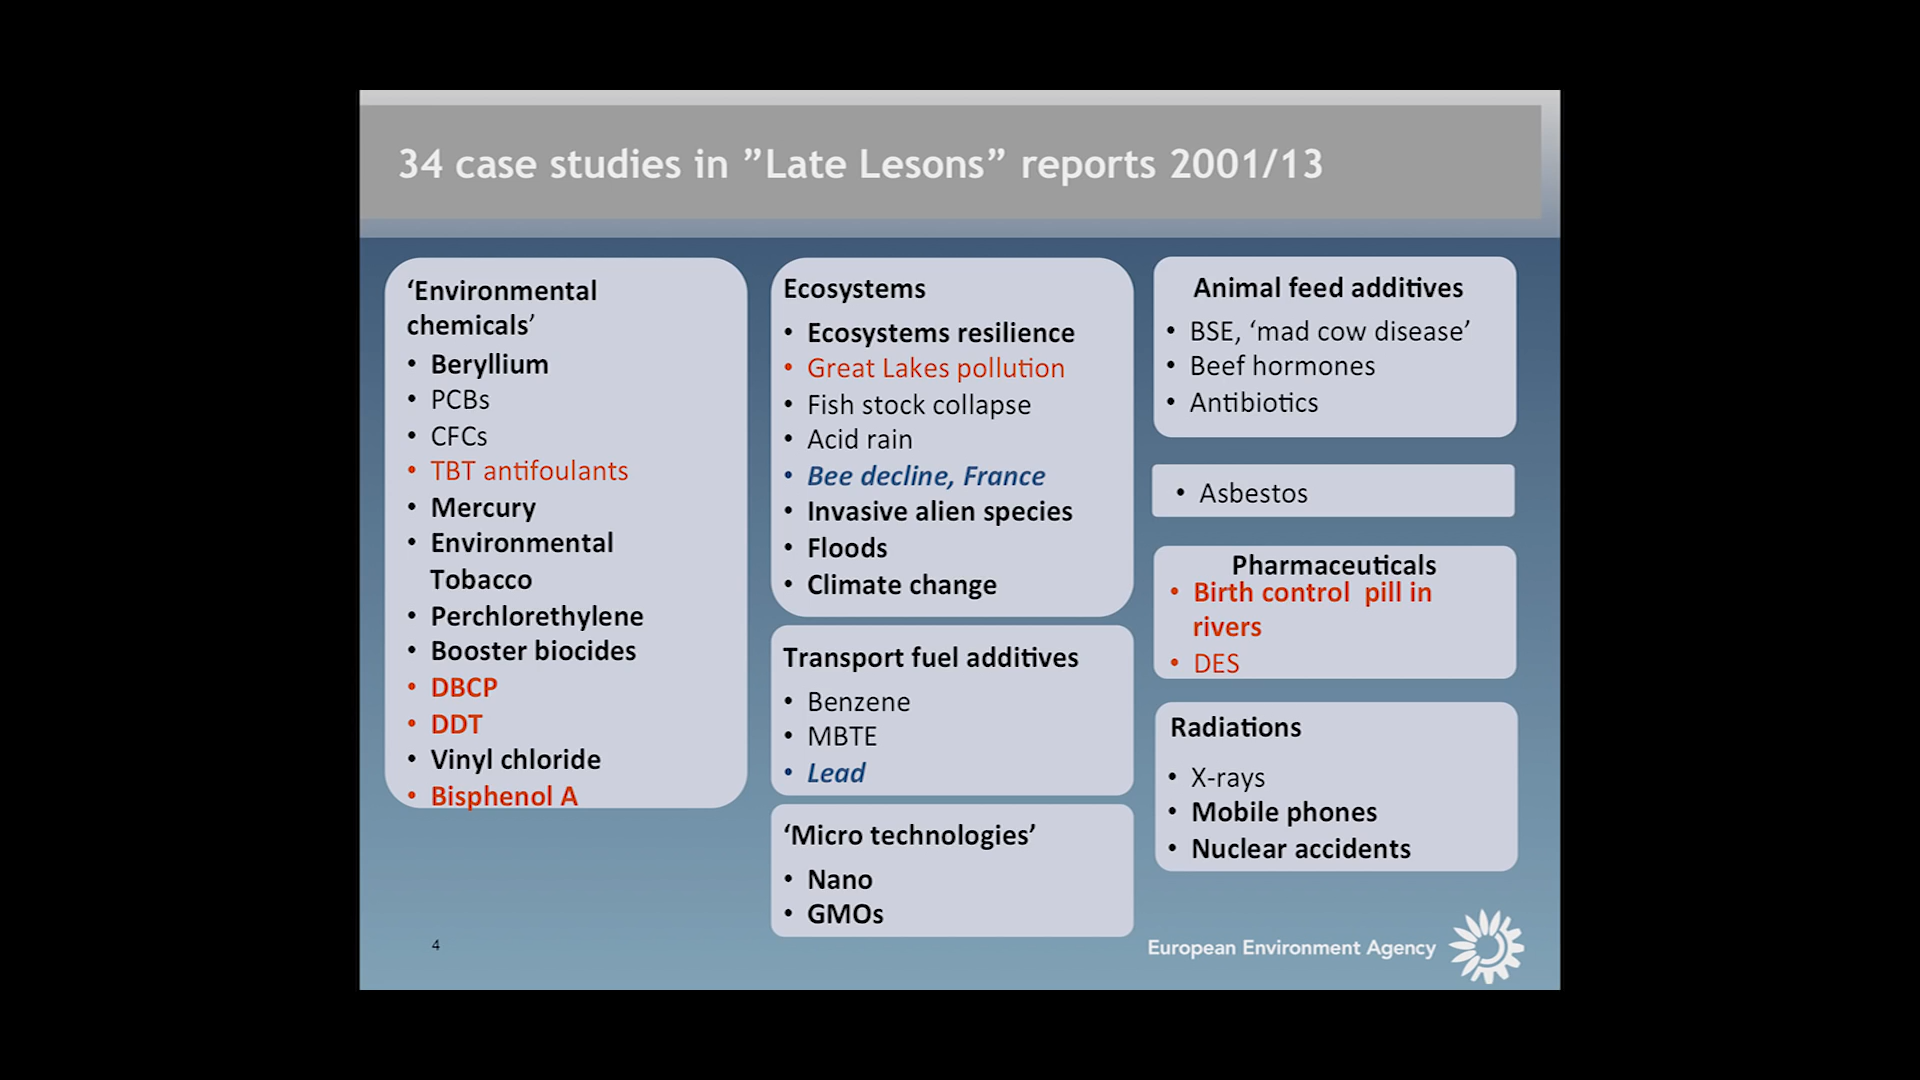 34 case studies in ”Late Lesons” reports 2001/13
‘Environmental
chemicals’
• Beryllium
• PCBs
• CFCs
• TBT antifoulants
• Mercury
• Environmental
Tobacco
• Perchlorethylene
• Booster biocides
• DBCP
• DDT
• Vinyl chloride
• Bisphenol A
Ecosystems
• Ecosystems resilience
• Great Lakes pollution
• Fish stock collapse
• Acid rain
• Bee decline, France
• Invasive alien species
• Floods
• Climate change
Transport fuel additives
• Benzene
• MBTE
• Lead
‘Micro technologies’
• Nano
• GMOs
Animal feed additives
• BSE, ‘mad cow disease’
• Beef hormones
• Antibiotics
• Asbestos
Pharmaceuticals
• Birth control pill in
rivers
• DES
Radiations
• X-rays
• Mobile phones
• Nuclear accidents
4
European Environment Agency